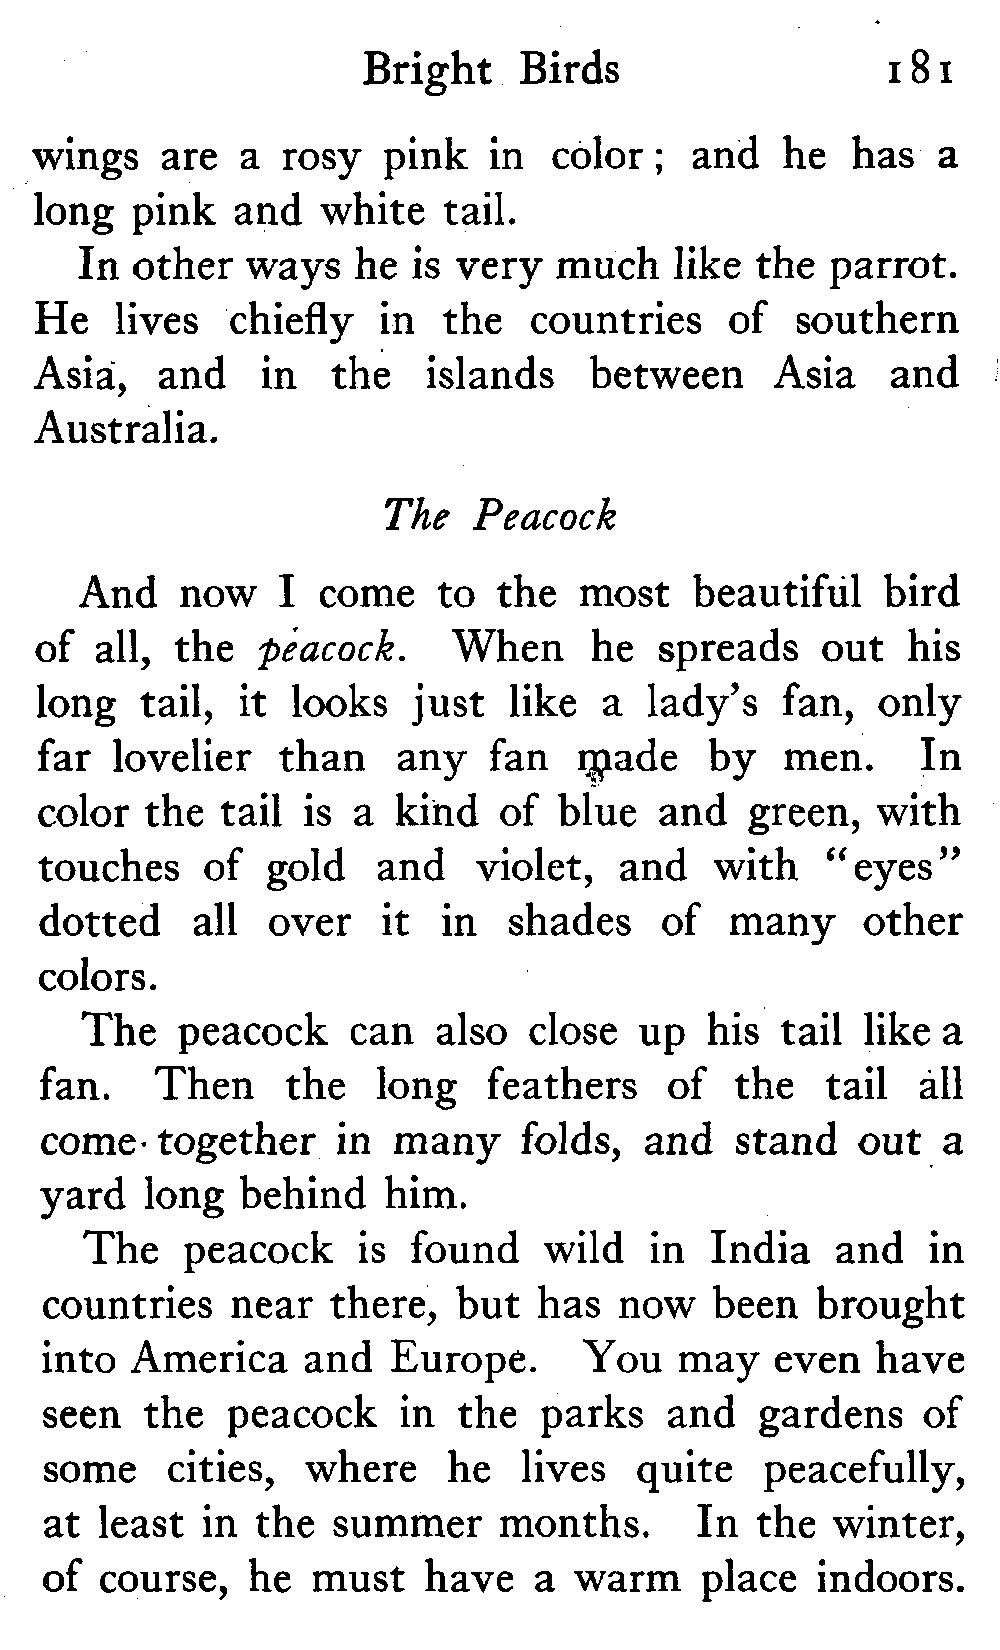 Bright Birds 181
wings are a rosy pink in color; and he has a
long pink and white tail.
In other ways he is very much like the parrot.
He lives chiefly in the countries of southern
Asia, and in the islands between Asia and
Australia.
The Peacock
And now I come to the most beautiful bird
of all, the peacock. When he spreads out his
long tail, it looks just like a lady's fan, only
far lovelier than any fan made by men. In
color the tail is a kind of blue and green, with
touches of gold and violet, and with "eyes"
dotted all over it in shades of many other
colors.
The peacock can also close up his tail like a
fan. Then the long feathers of the tail all
come together in many folds, and stand out a
yard long behind him.
The peacock is found wild in India and in
countries near there, but has now been brought
into America and Europe. You may even have
seen the peacock in the parks and gardens of
some cities, where he lives quite peacefully,
at least in the summer months. In the winter,
of course, he must have a warm place indoors.